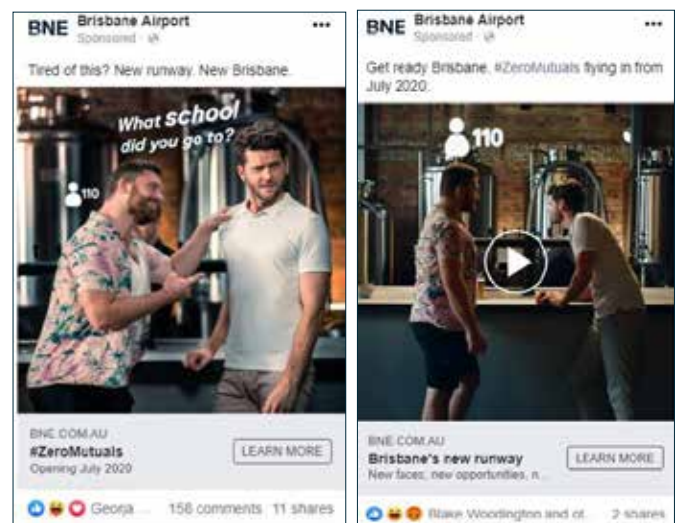 BNE Brisbane Airport
Sponsored
Tired of this? New runway. New Brisbane.
What school
did you go to?
110
BNE.COM.AU
#ZeroMutuals
Opening July 2020
LEARN MORE
Georja ... 156 comments 11 shares
BNE Brisbane Airport
Sponsored
Get ready Brisbane, #ZeroMutuals flying in from
July 2020.
110
BNE.COM.AU
Brisbane's new runway
New faces, new opportunities, n...
LEARN MORE
Blake Woodington and ot... 2 shares